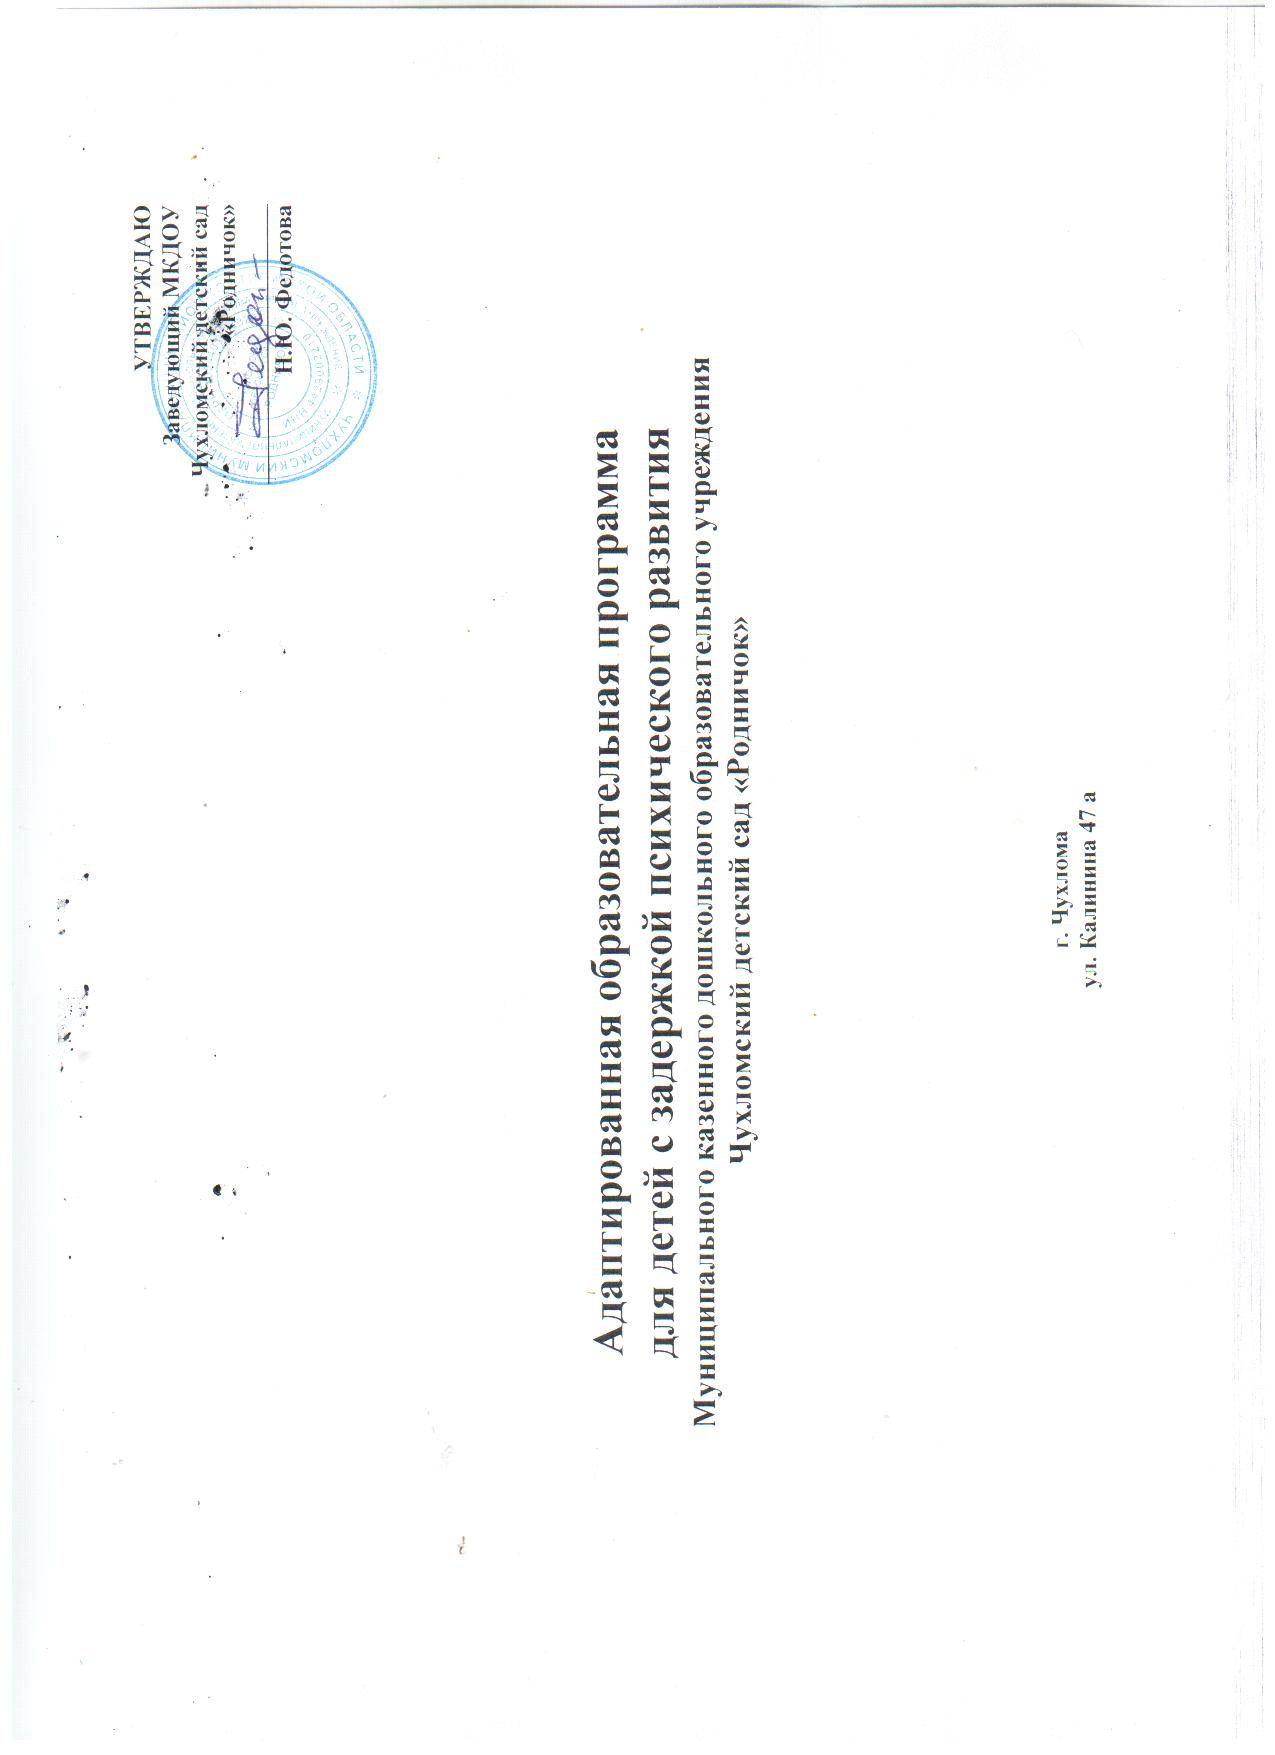 УТВЕРЖДАЮ
Заведующий МКДОУ
Чухломский детский сад
«Родничок»
Н.Ю. Федотова
Адаптированная образовательная программа
для детей с задержкой психического развития
Муниципального казенного дошкольного образовательного учреждения
Чухломский детский сад «Родничок»
г. Чухлома
ул. Калинина 47 а